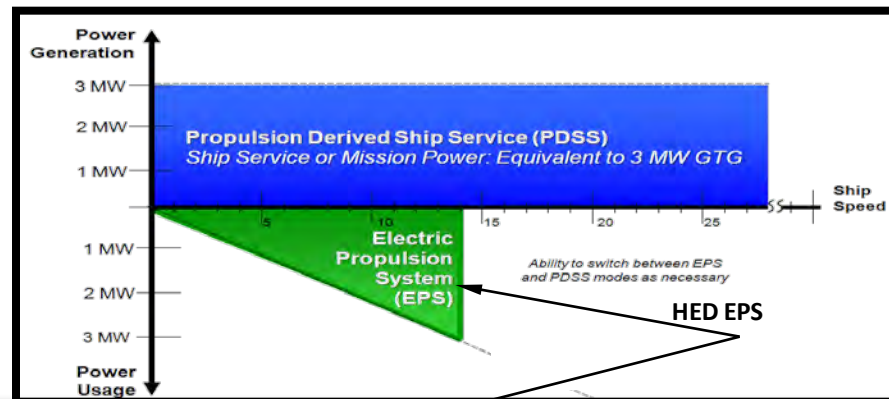 Power
Generation
3 MW
2 MW
Propulsion Derived Ship Service (PDSS)
Ship Service or Mission Power: Equivalent to 3 MW GTG
1 MW
Ship
Speed
5
10
15
20
25
Electric
Propulsion
System
(EPS)
1 MW
2 MW
3 MW
Ability to switch between EPS
and PDSS modes as necessary
HED EPS
Power
Usage